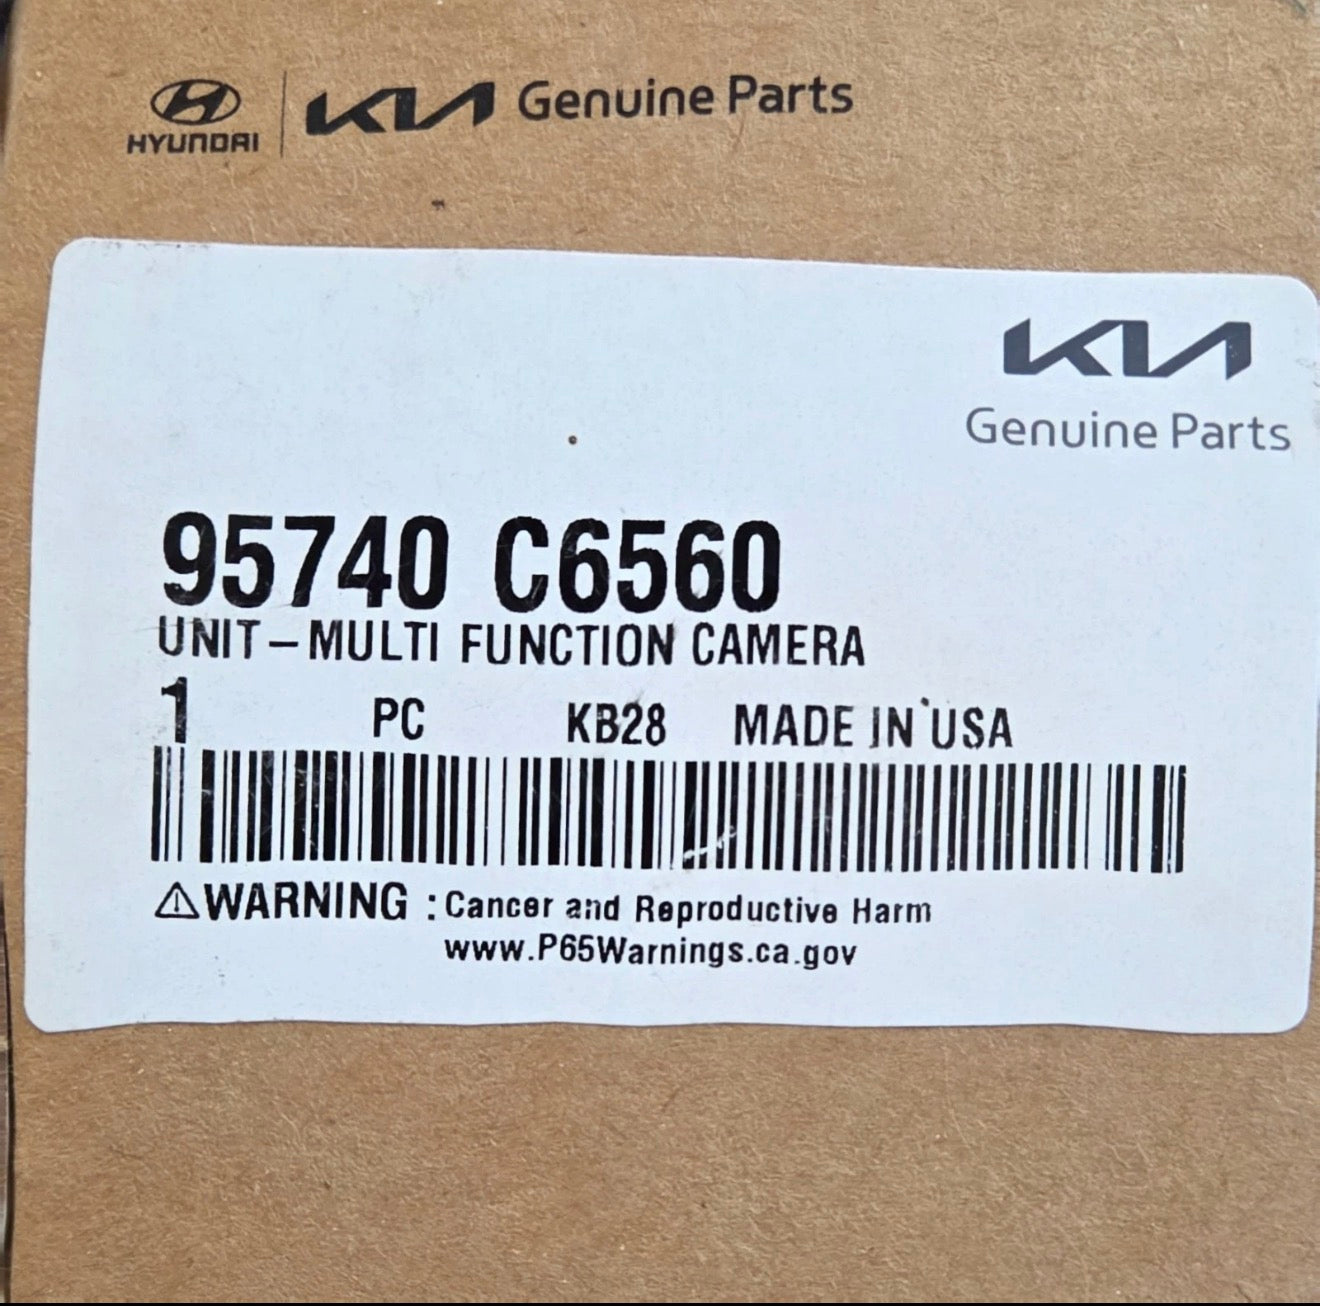 HYUNDAI KIA Genuine Parts
KIA
Genuine Parts
95740 C6560
UNIT-MULTI FUNCTION CAMERA
1 PC KB28 MADE IN USA
⚠WARNING : Cancer and Reproductive Harm
www.P65Warnings.ca.gov